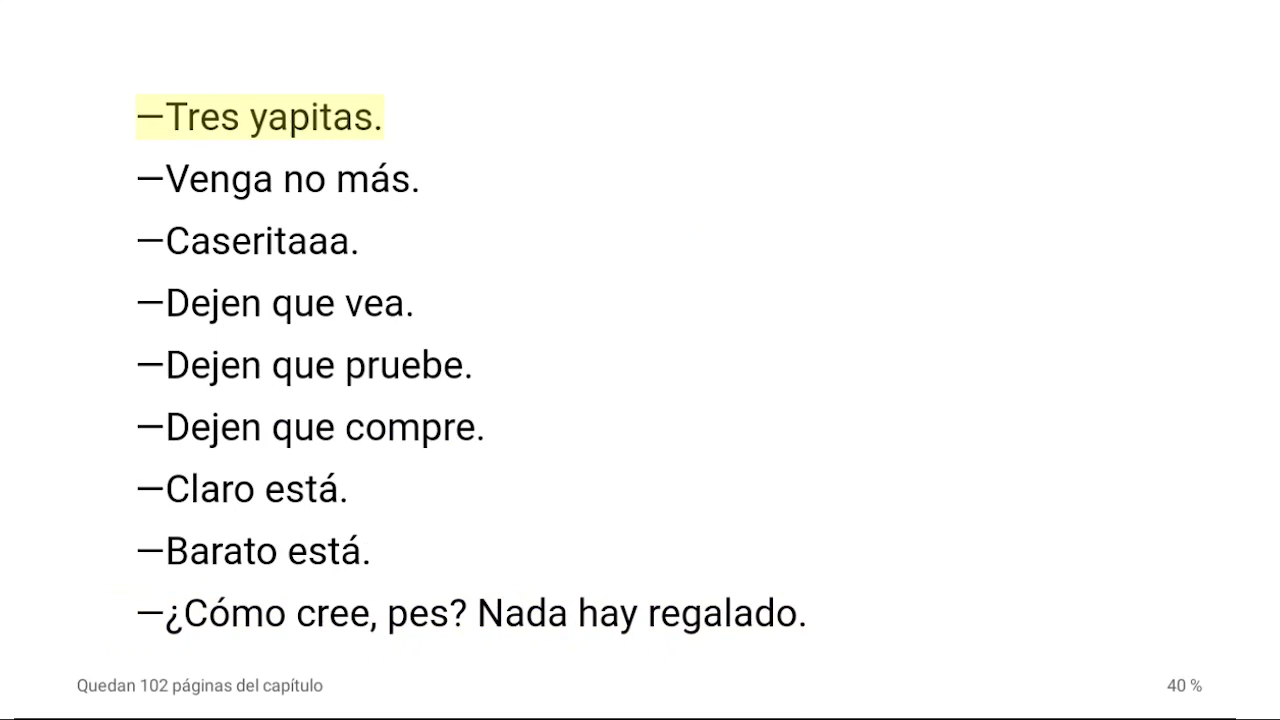 —Tres yapitas.
—Venga no más.
—Caseritaaa.
—Dejen que vea.
—Dejen que pruebe.
—Dejen que compre.
—Claro está.
—Barato está.
—¿Cómo cree, pes? Nada hay regalado.
Quedan 102 páginas del capítulo
40 %